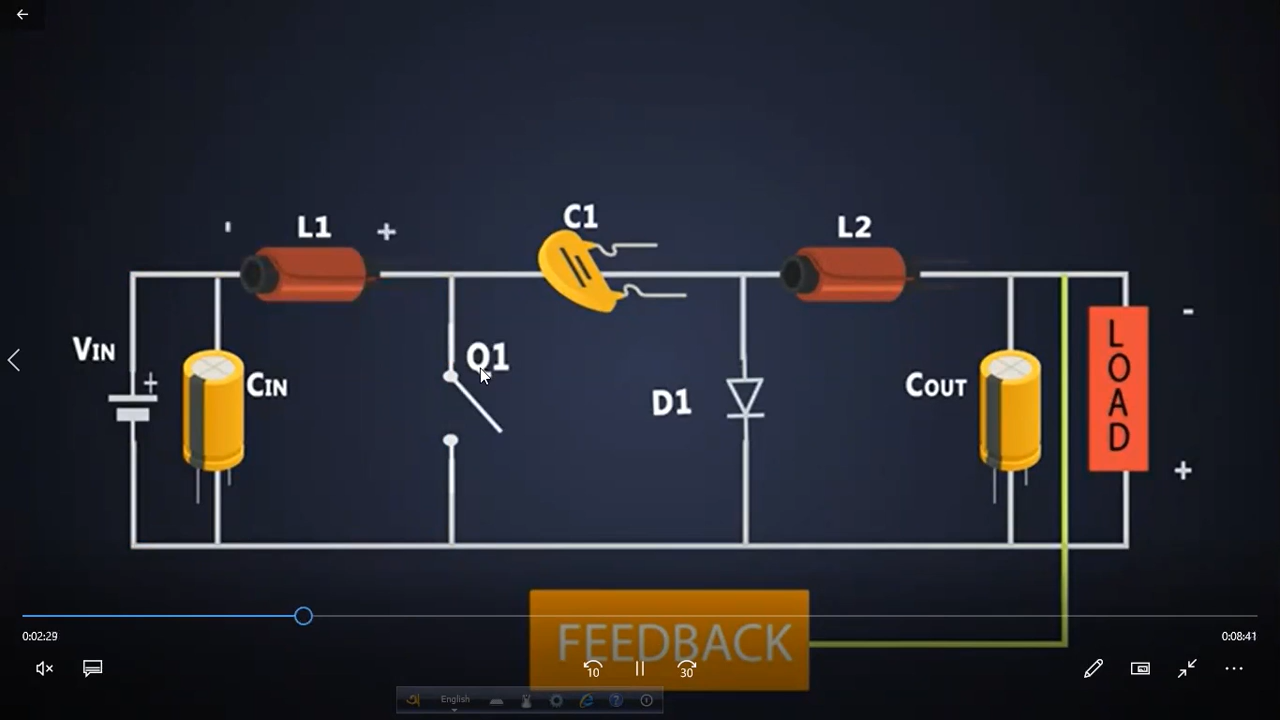 C1
- L1 +
L2
VIN
+
CIN
Q1
D1
COUT
LOAD
-
+
FEEDBACK
0:02:29
0:08:41
10
30
English